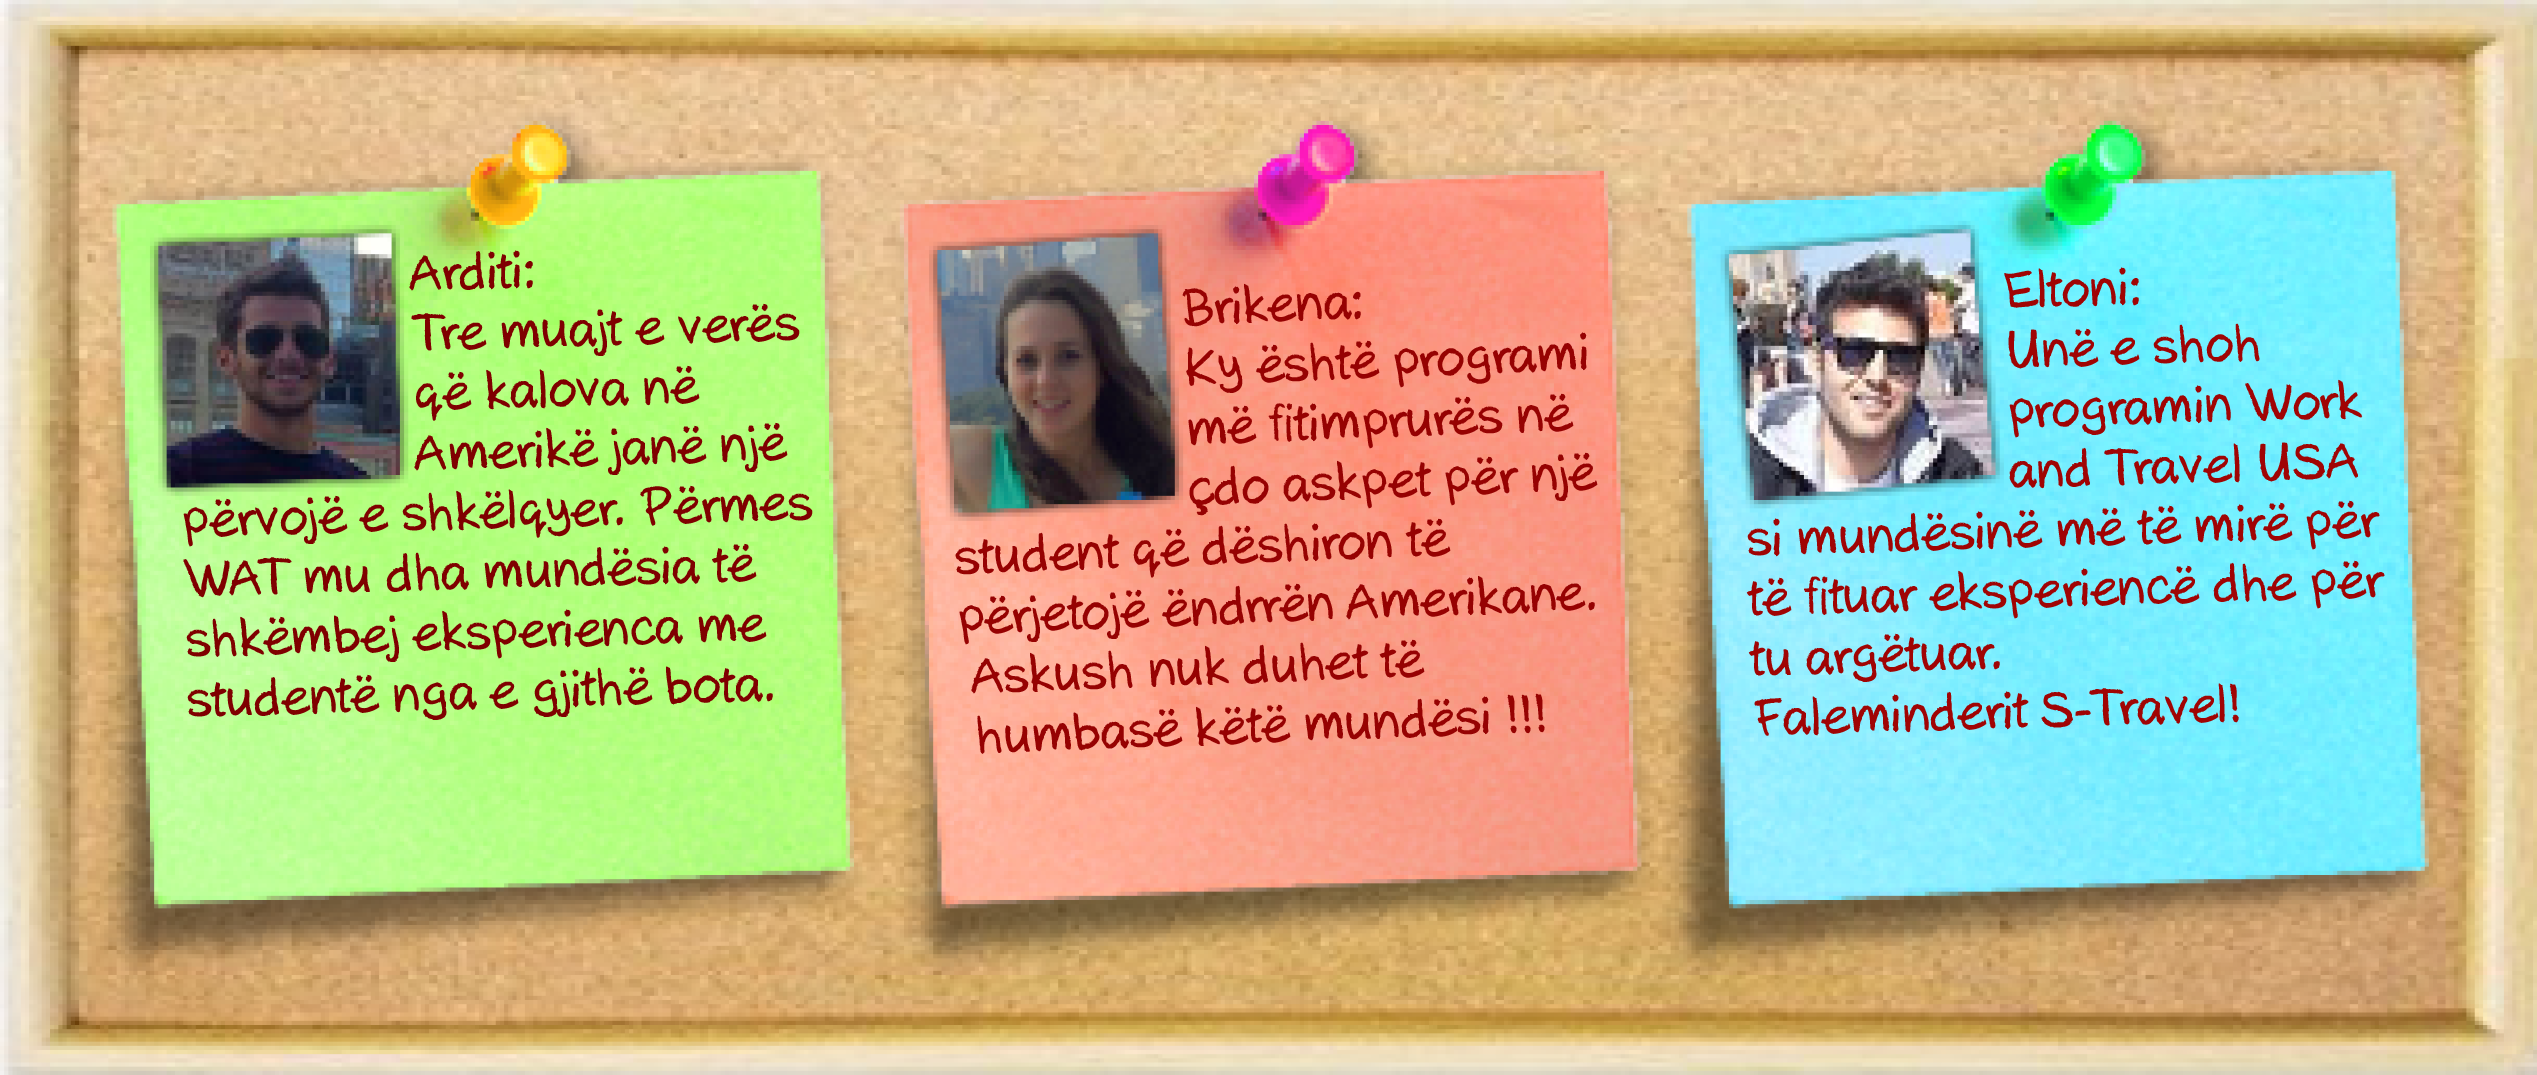 Arditi:
Tre muajt e verës
që kalova në
Amerikë janë një
përvojë e shkëlqyer. Përmes
WAT mu dha mundësia të
shkëmbej eksperienca me
studentë nga e gjithë bota.
Brikena:
Ky është programi
më fitimprurës në
çdo askpet për një
student që dëshiron të
përjetojë ëndrrën Amerikane.
Askush nuk duhet të
humbasë këtë mundësi !!!
Eltoni:
Unë e shoh
programin Work
and Travel USA
si mundësinë më të mirë për
të fituar eksperiencë dhe për
tu argëtuar.
Faleminderit S-Travel!